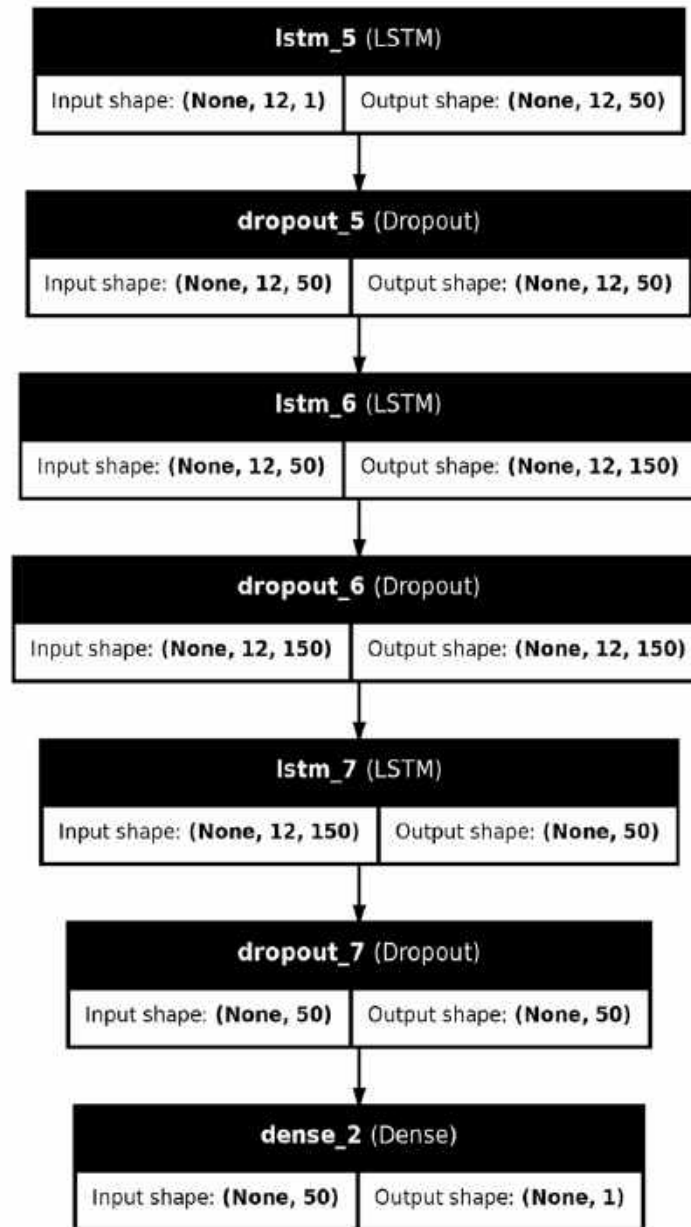 lstm_5 (LSTM)
Input shape: (None, 12, 1) Output shape: (None, 12, 50)
dropout_5 (Dropout)
Input shape: (None, 12, 50) Output shape: (None, 12, 50)
lstm_6 (LSTM)
Input shape: (None, 12, 50) Output shape: (None, 12, 150)
dropout_6 (Dropout)
Input shape: (None, 12, 150) Output shape: (None, 12, 150)
lstm_7 (LSTM)
Input shape: (None, 12, 150) Output shape: (None, 50)
dropout_7 (Dropout)
Input shape: (None, 50) Output shape: (None, 50)
dense_2 (Dense)
Input shape: (None, 50) Output shape: (None, 1)